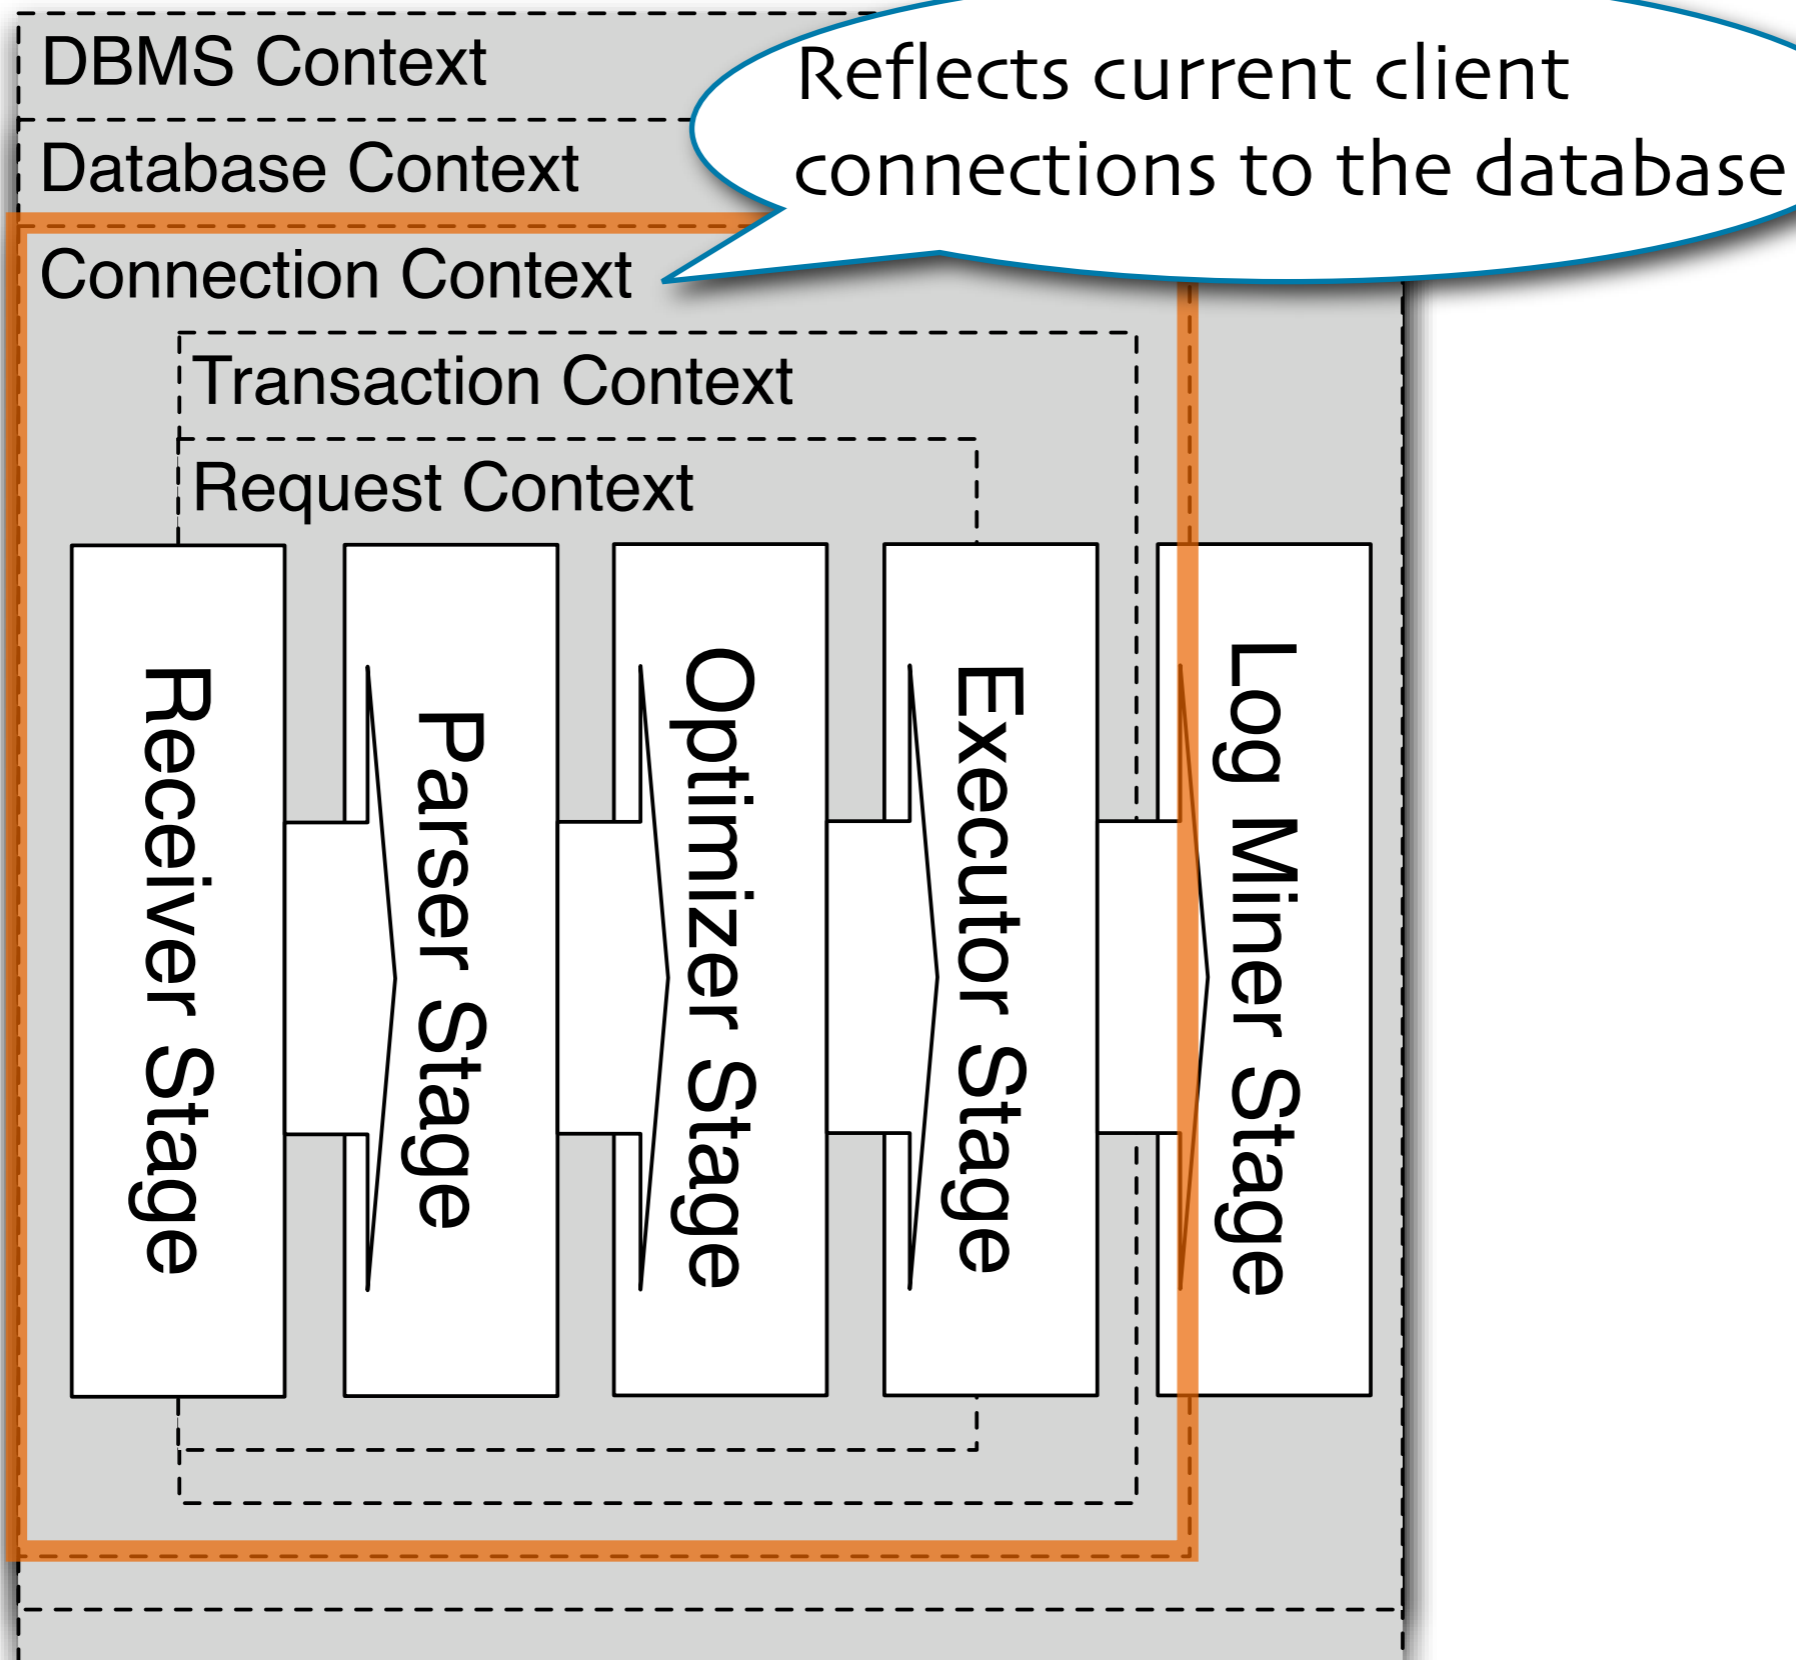 DBMS Context
Reflects current client
connections to the database
Database Context
Connection Context
Transaction Context
Request Context
Receiver Stage
Parser Stage
Optimizer Stage
Executor Stage
Log Miner Stage